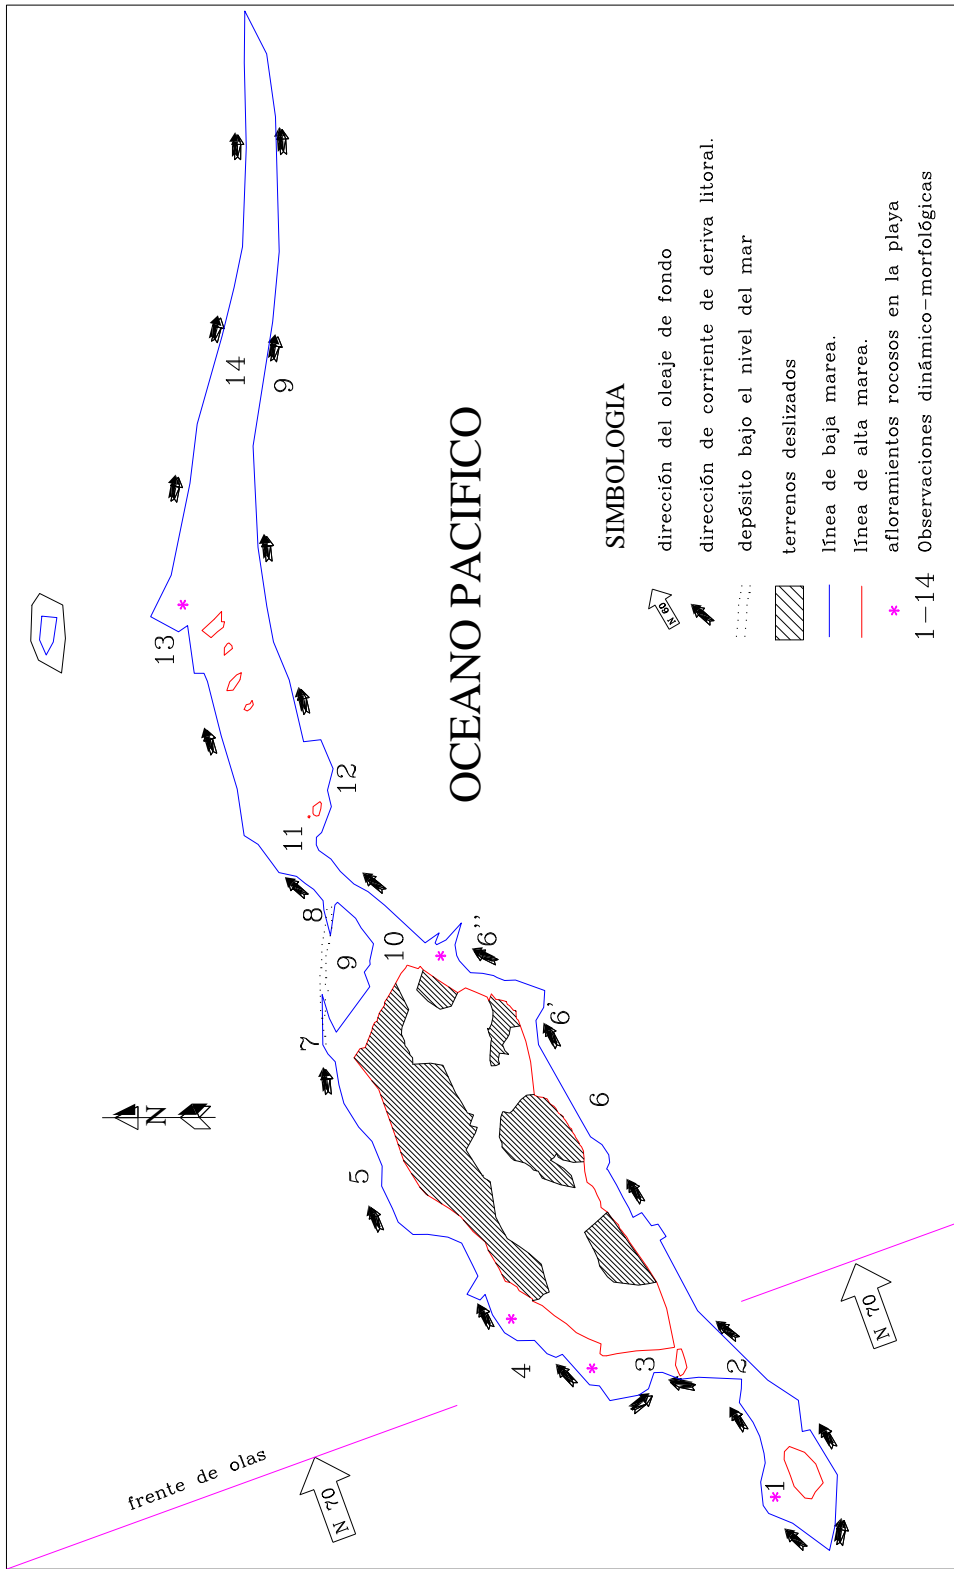 frente de olas
N 70
N 70
N
1
2
3
4
5
6
6'
6''
7
8
9
10
11
12
13
14
9
OCEANO PACIFICO
SIMBOLOGIA
N 60 dirección del oleaje de fondo
dirección de corriente de deriva litoral.
depósito bajo el nivel del mar
terrenos deslizados
línea de baja marea.
línea de alta marea.
* afloramientos rocosos en la playa
1-14 Observaciones dinámico-morfológicas